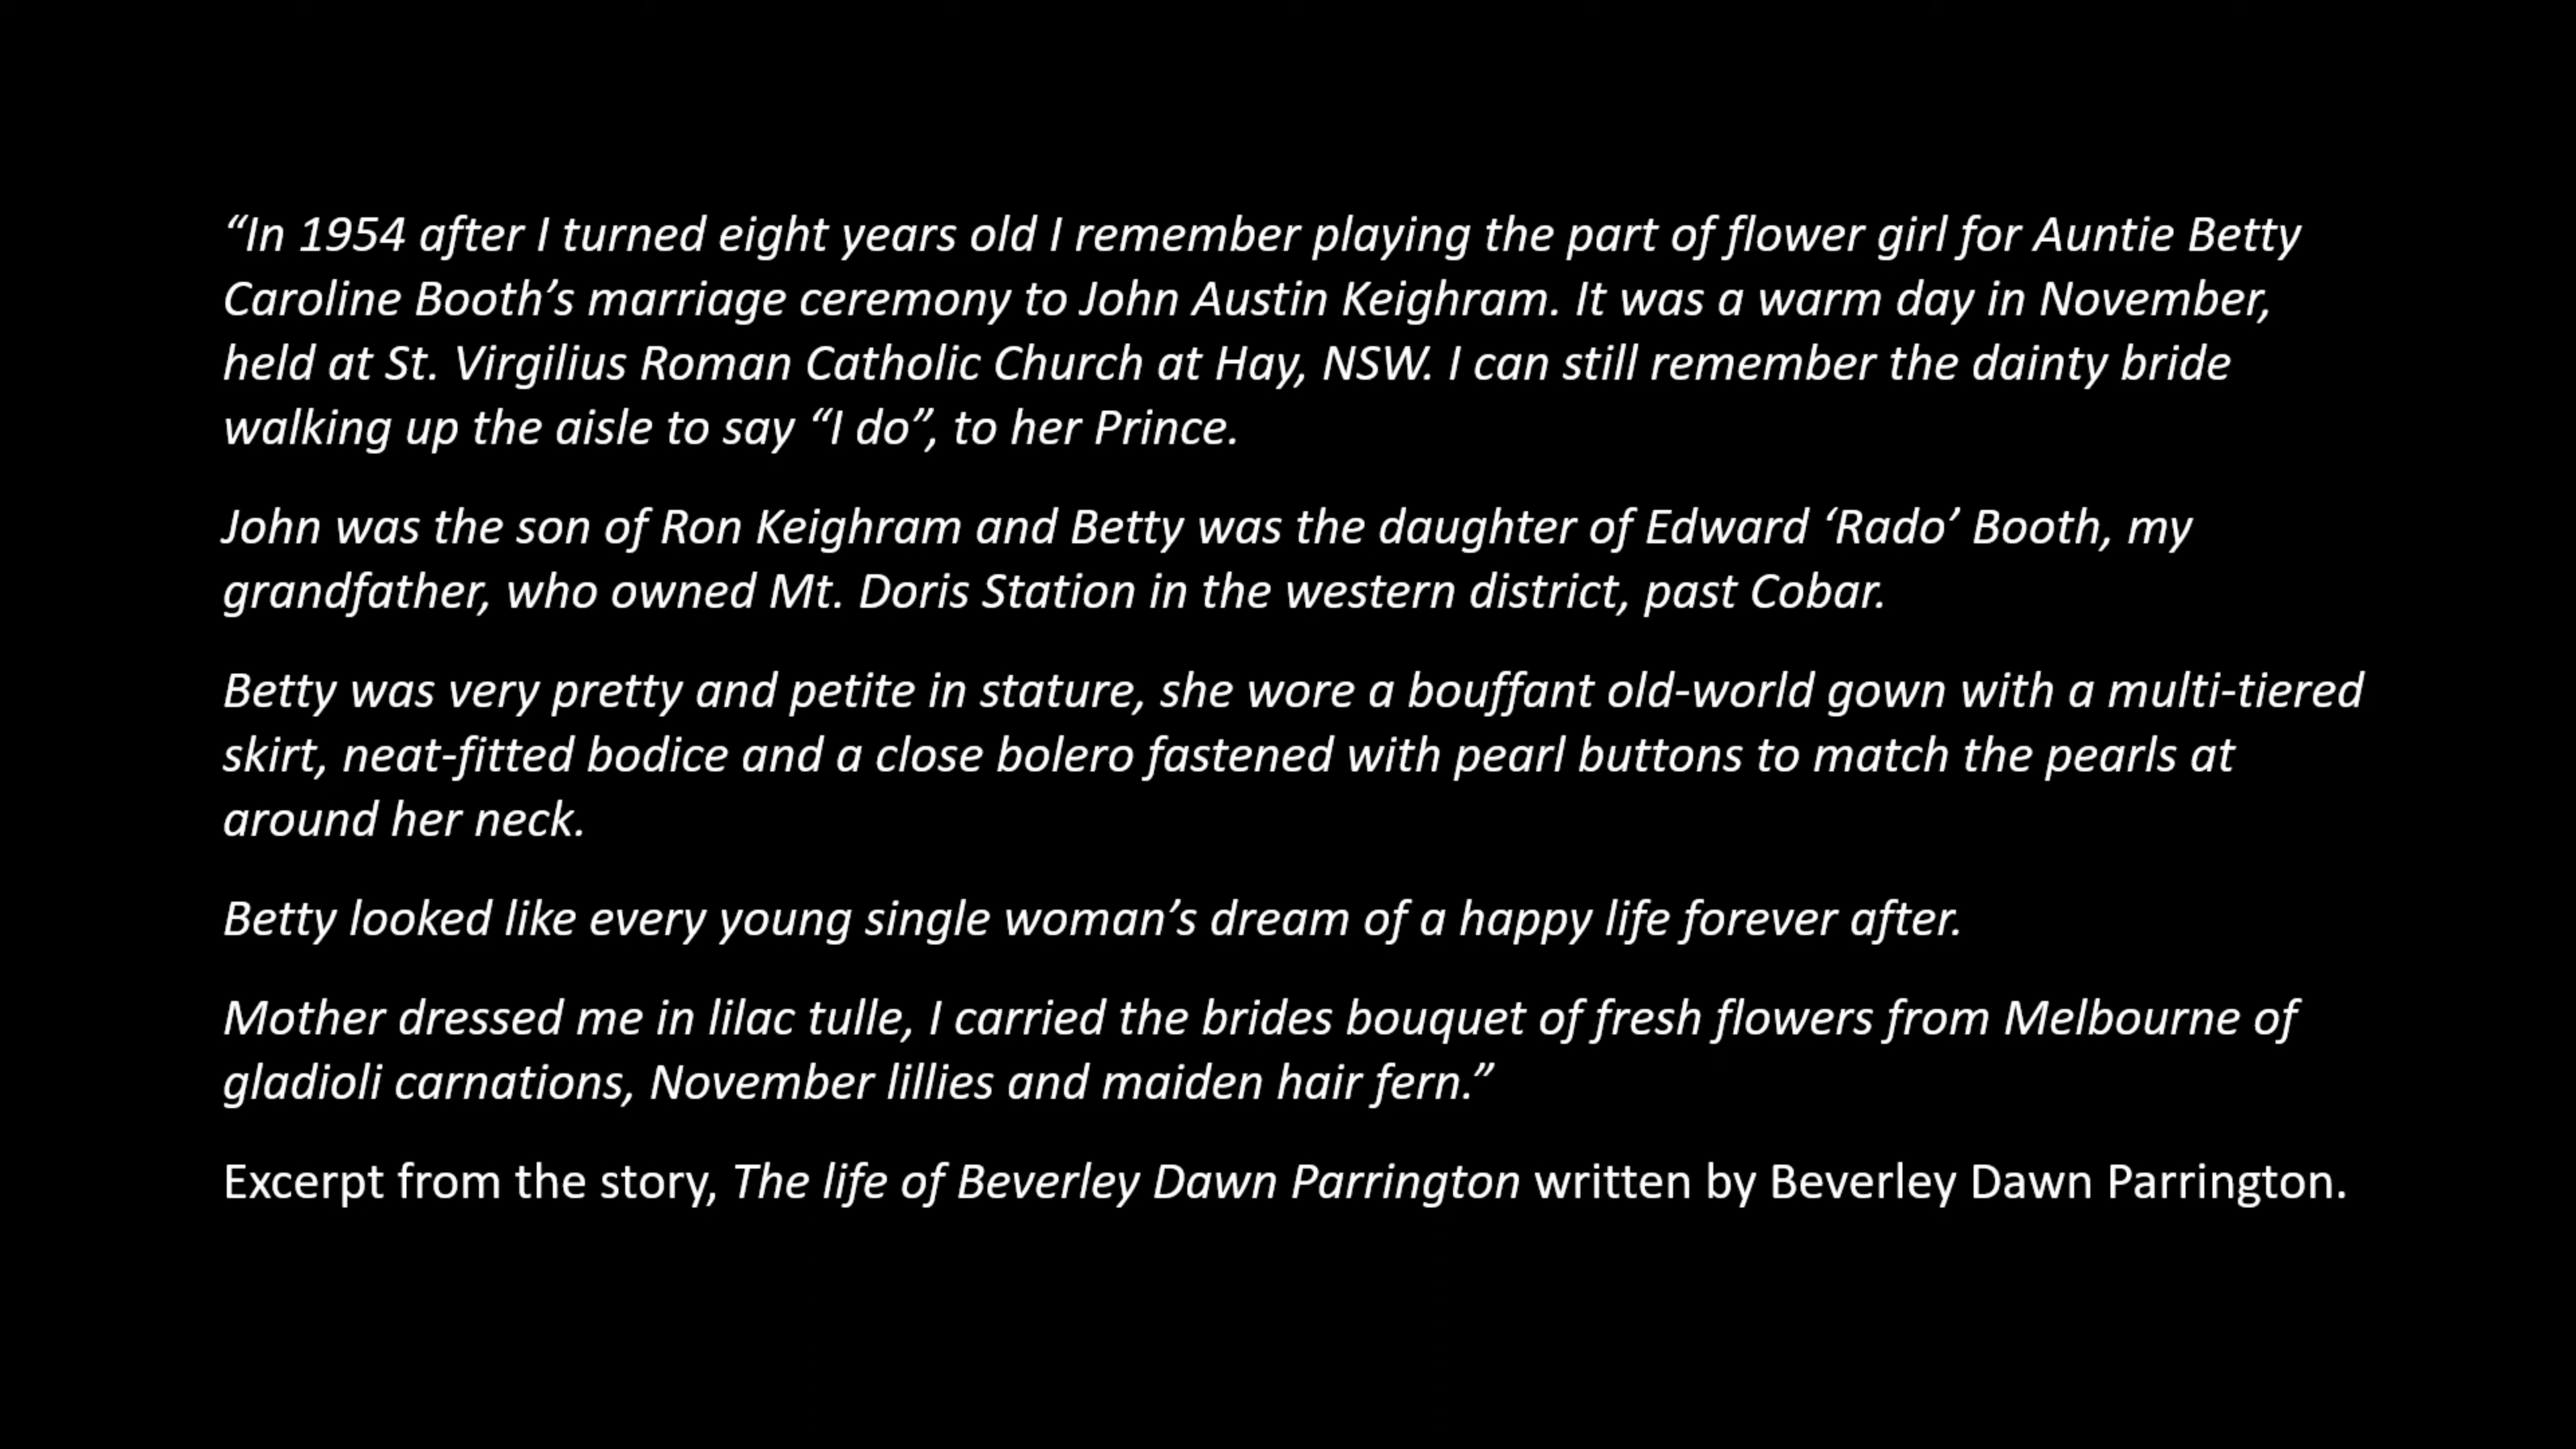 “In 1954 after I turned eight years old I remember playing the part of flower girl for Auntie Betty
Caroline Booth’s marriage ceremony to John Austin Keighram. It was a warm day in November,
held at St. Virgilius Roman Catholic Church at Hay, NSW. I can still remember the dainty bride
walking up the aisle to say “I do”, to her Prince.
John was the son of Ron Keighram and Betty was the daughter of Edward ‘Rado’ Booth, my
grandfather, who owned Mt. Doris Station in the western district, past Cobar.
Betty was very pretty and petite in stature, she wore a bouffant old-world gown with a multi-tiered
skirt, neat-fitted bodice and a close bolero fastened with pearl buttons to match the pearls at
around her neck.
Betty looked like every young single woman’s dream of a happy life forever after.
Mother dressed me in lilac tulle, I carried the brides bouquet of fresh flowers from Melbourne of
gladioli carnations, November lillies and maiden hair fern.”
Excerpt from the story, The life of Beverley Dawn Parrington written by Beverley Dawn Parrington.